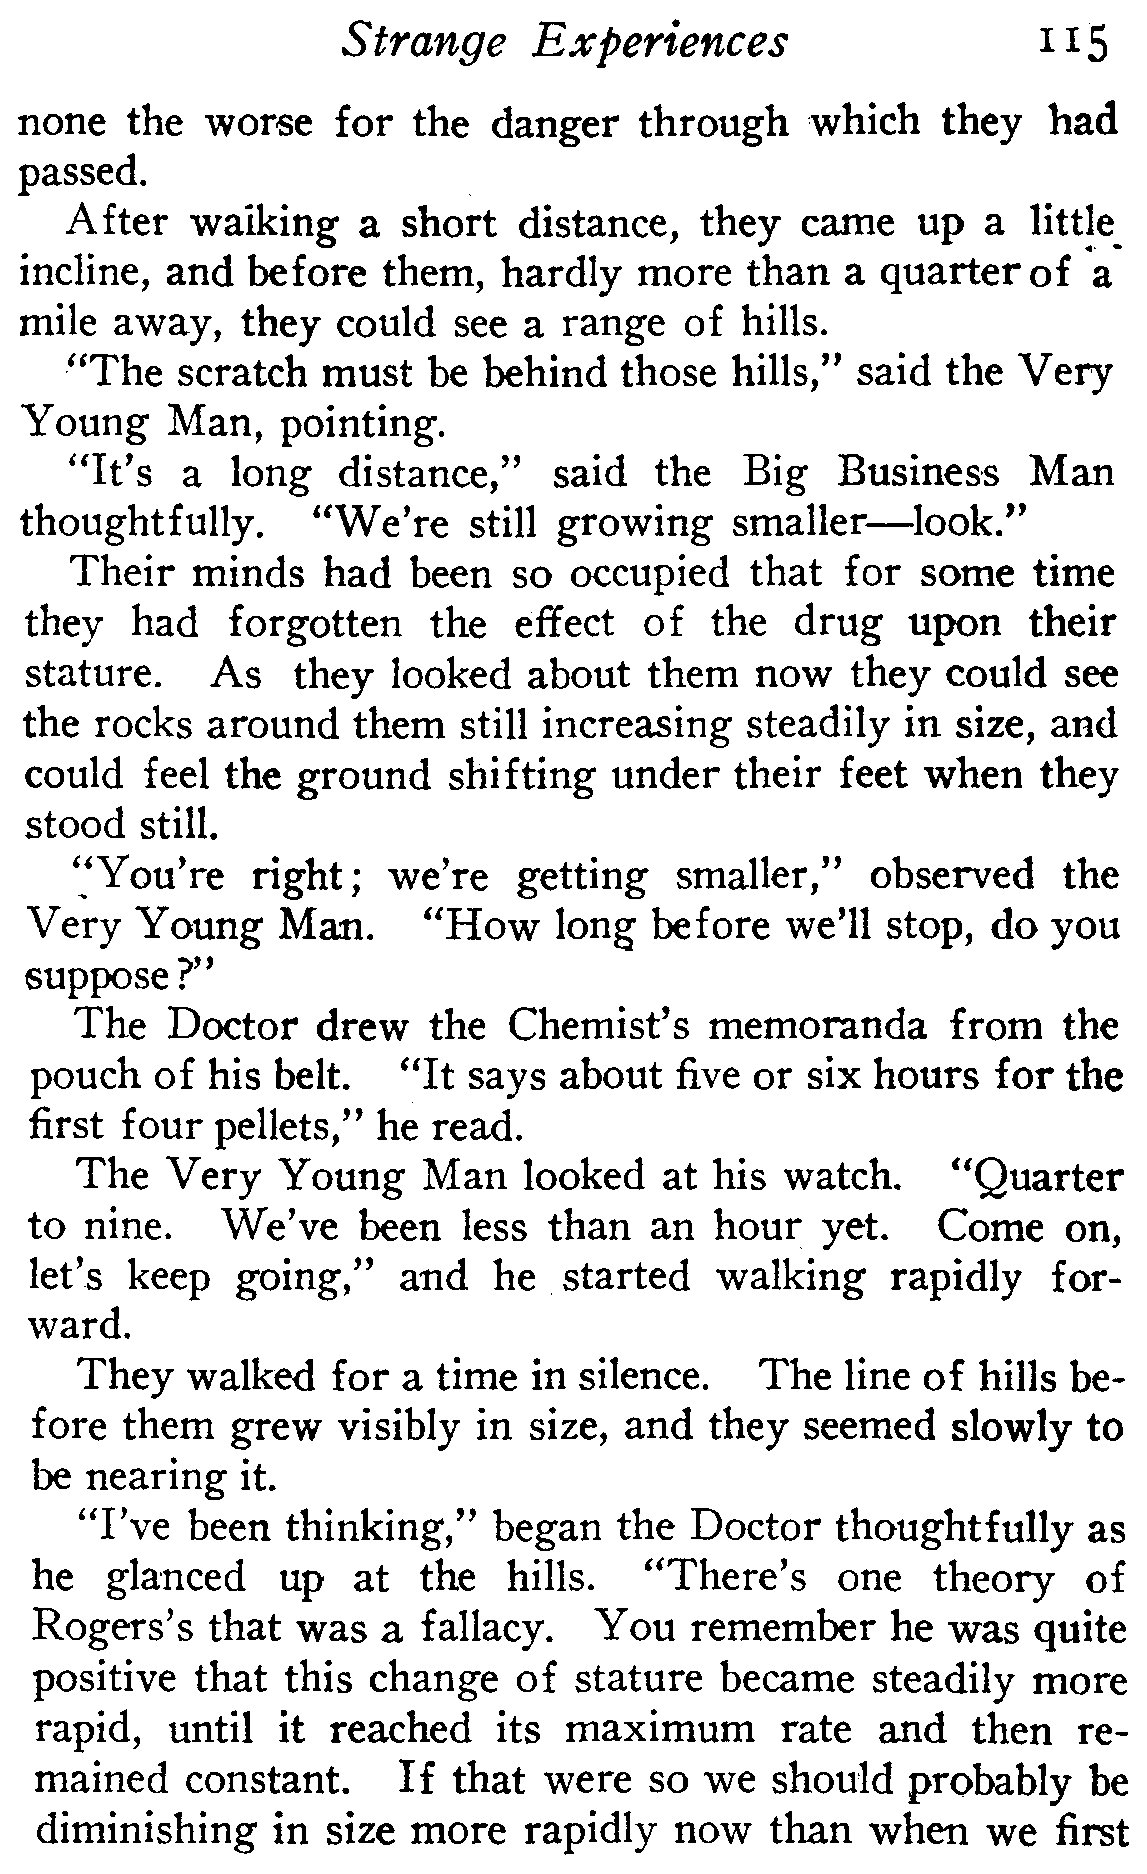 Strange Experiences 115
none the worse for the danger through which they had
passed.
After walking a short distance, they came up a little
incline, and before them, hardly more than a quarter of a
mile away, they could see a range of hills.
"The scratch must be behind those hills," said the Very
Young Man, pointing.
"It's a long distance," said the Big Business Man
thoughtfully. "We're still growing smaller—look."
Their minds had been so occupied that for some time
they had forgotten the effect of the drug upon their
stature. As they looked about them now they could see
the rocks around them still increasing steadily in size, and
could feel the ground shifting under their feet when they
stood still.
"You're right; we're getting smaller," observed the
Very Young Man. "How long before we'll stop, do you
suppose?"
The Doctor drew the Chemist's memoranda from the
pouch of his belt. "It says about five or six hours for the
first four pellets," he read.
The Very Young Man looked at his watch. "Quarter
to nine. We've been less than an hour yet. Come on,
let's keep going," and he started walking rapidly for-
ward.
They walked for a time in silence. The line of hills be-
fore them grew visibly in size, and they seemed slowly to
be nearing it.
"I've been thinking," began the Doctor thoughtfully as
he glanced up at the hills. "There's one theory of
Rogers's that was a fallacy. You remember he was quite
positive that this change of stature became steadily more
rapid, until it reached its maximum rate and then re-
mained constant. If that were so we should probably be
diminishing in size more rapidly now than when we first